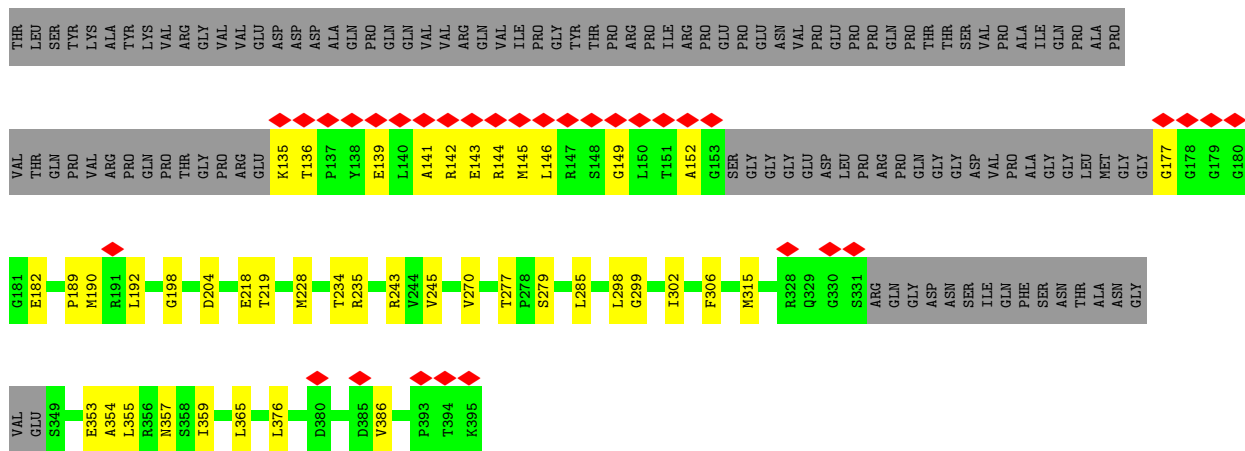 THR LEU SER TYR LYS ALA TYR LYS VAL ARG GLY VAL VAL GLU ASP ASP ASP ALA GLN PRO GLN GLN VAL VAL ARG GLN VAL ILE PRO GLY TYR THR PRO ARG PRO ILE ARG PRO GLU PRO GLU ASN VAL PRO GLU PRO PRO GLN PRO THR THR SER VAL PRO ALA ILE GLN PRO ALA PRO
VAL THR GLN PRO VAL ARG PRO GLN PRO THR GLY PRO ARG GLU K135 T136 P137 Y138 E139 L140 A141 R142 E143 R144 M145 L146 R147 S148 G149 L150 T151 A152 G153 SER GLY GLY GLY GLU ASP LEU PRO ARG PRO GLN GLY GLY ASP VAL PRO ALA GLY GLY LEU MET GLY GLY G177 G178 G179 G180
G181 E182 P189 M190 R191 L192 G198 D204 E218 T219 M228 T234 R235 R243 V244 V245 V270 T277 P278 S279 L285 L298 G299 I302 F306 M315 R328 Q329 G330 S331 ARG GLN GLY ASP ASN SER ILE GLN PHE SER ASN THR ALA ASN GLY
VAL GLU S349 E353 A354 L355 R356 N357 S358 I359 L365 L376 D380 D385 V386 P393 T394 K395